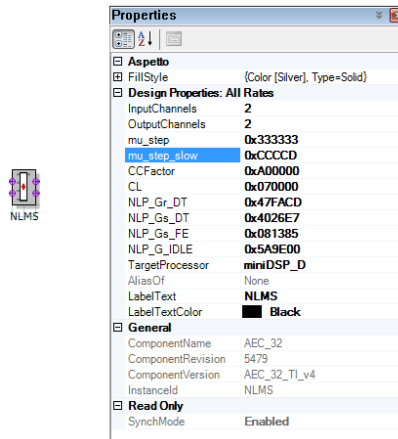 Properties
Aspetto
FillStyle {Color [Silver], Type=Solid}
Design Properties: All Rates
InputChannels 2
OutputChannels 2
mu_step 0x333333
mu_step_slow 0xCCCCD
CCFactor 0xA00000
CL 0x070000
NLP_Gr_DT 0x47FACD
NLP_Gs_DT 0x4026E7
NLP_Gs_FE 0x081385
NLP_G_IDLE 0x5A9E00
TargetProcessor miniDSP_D
AliasOf None
LabelText NLMS
LabelTextColor Black
General
ComponentName AEC_32
ComponentRevision 5479
ComponentVersion AEC_32_TI_v4
InstanceId NLMS
Read Only
SynchMode Enabled
NLMS